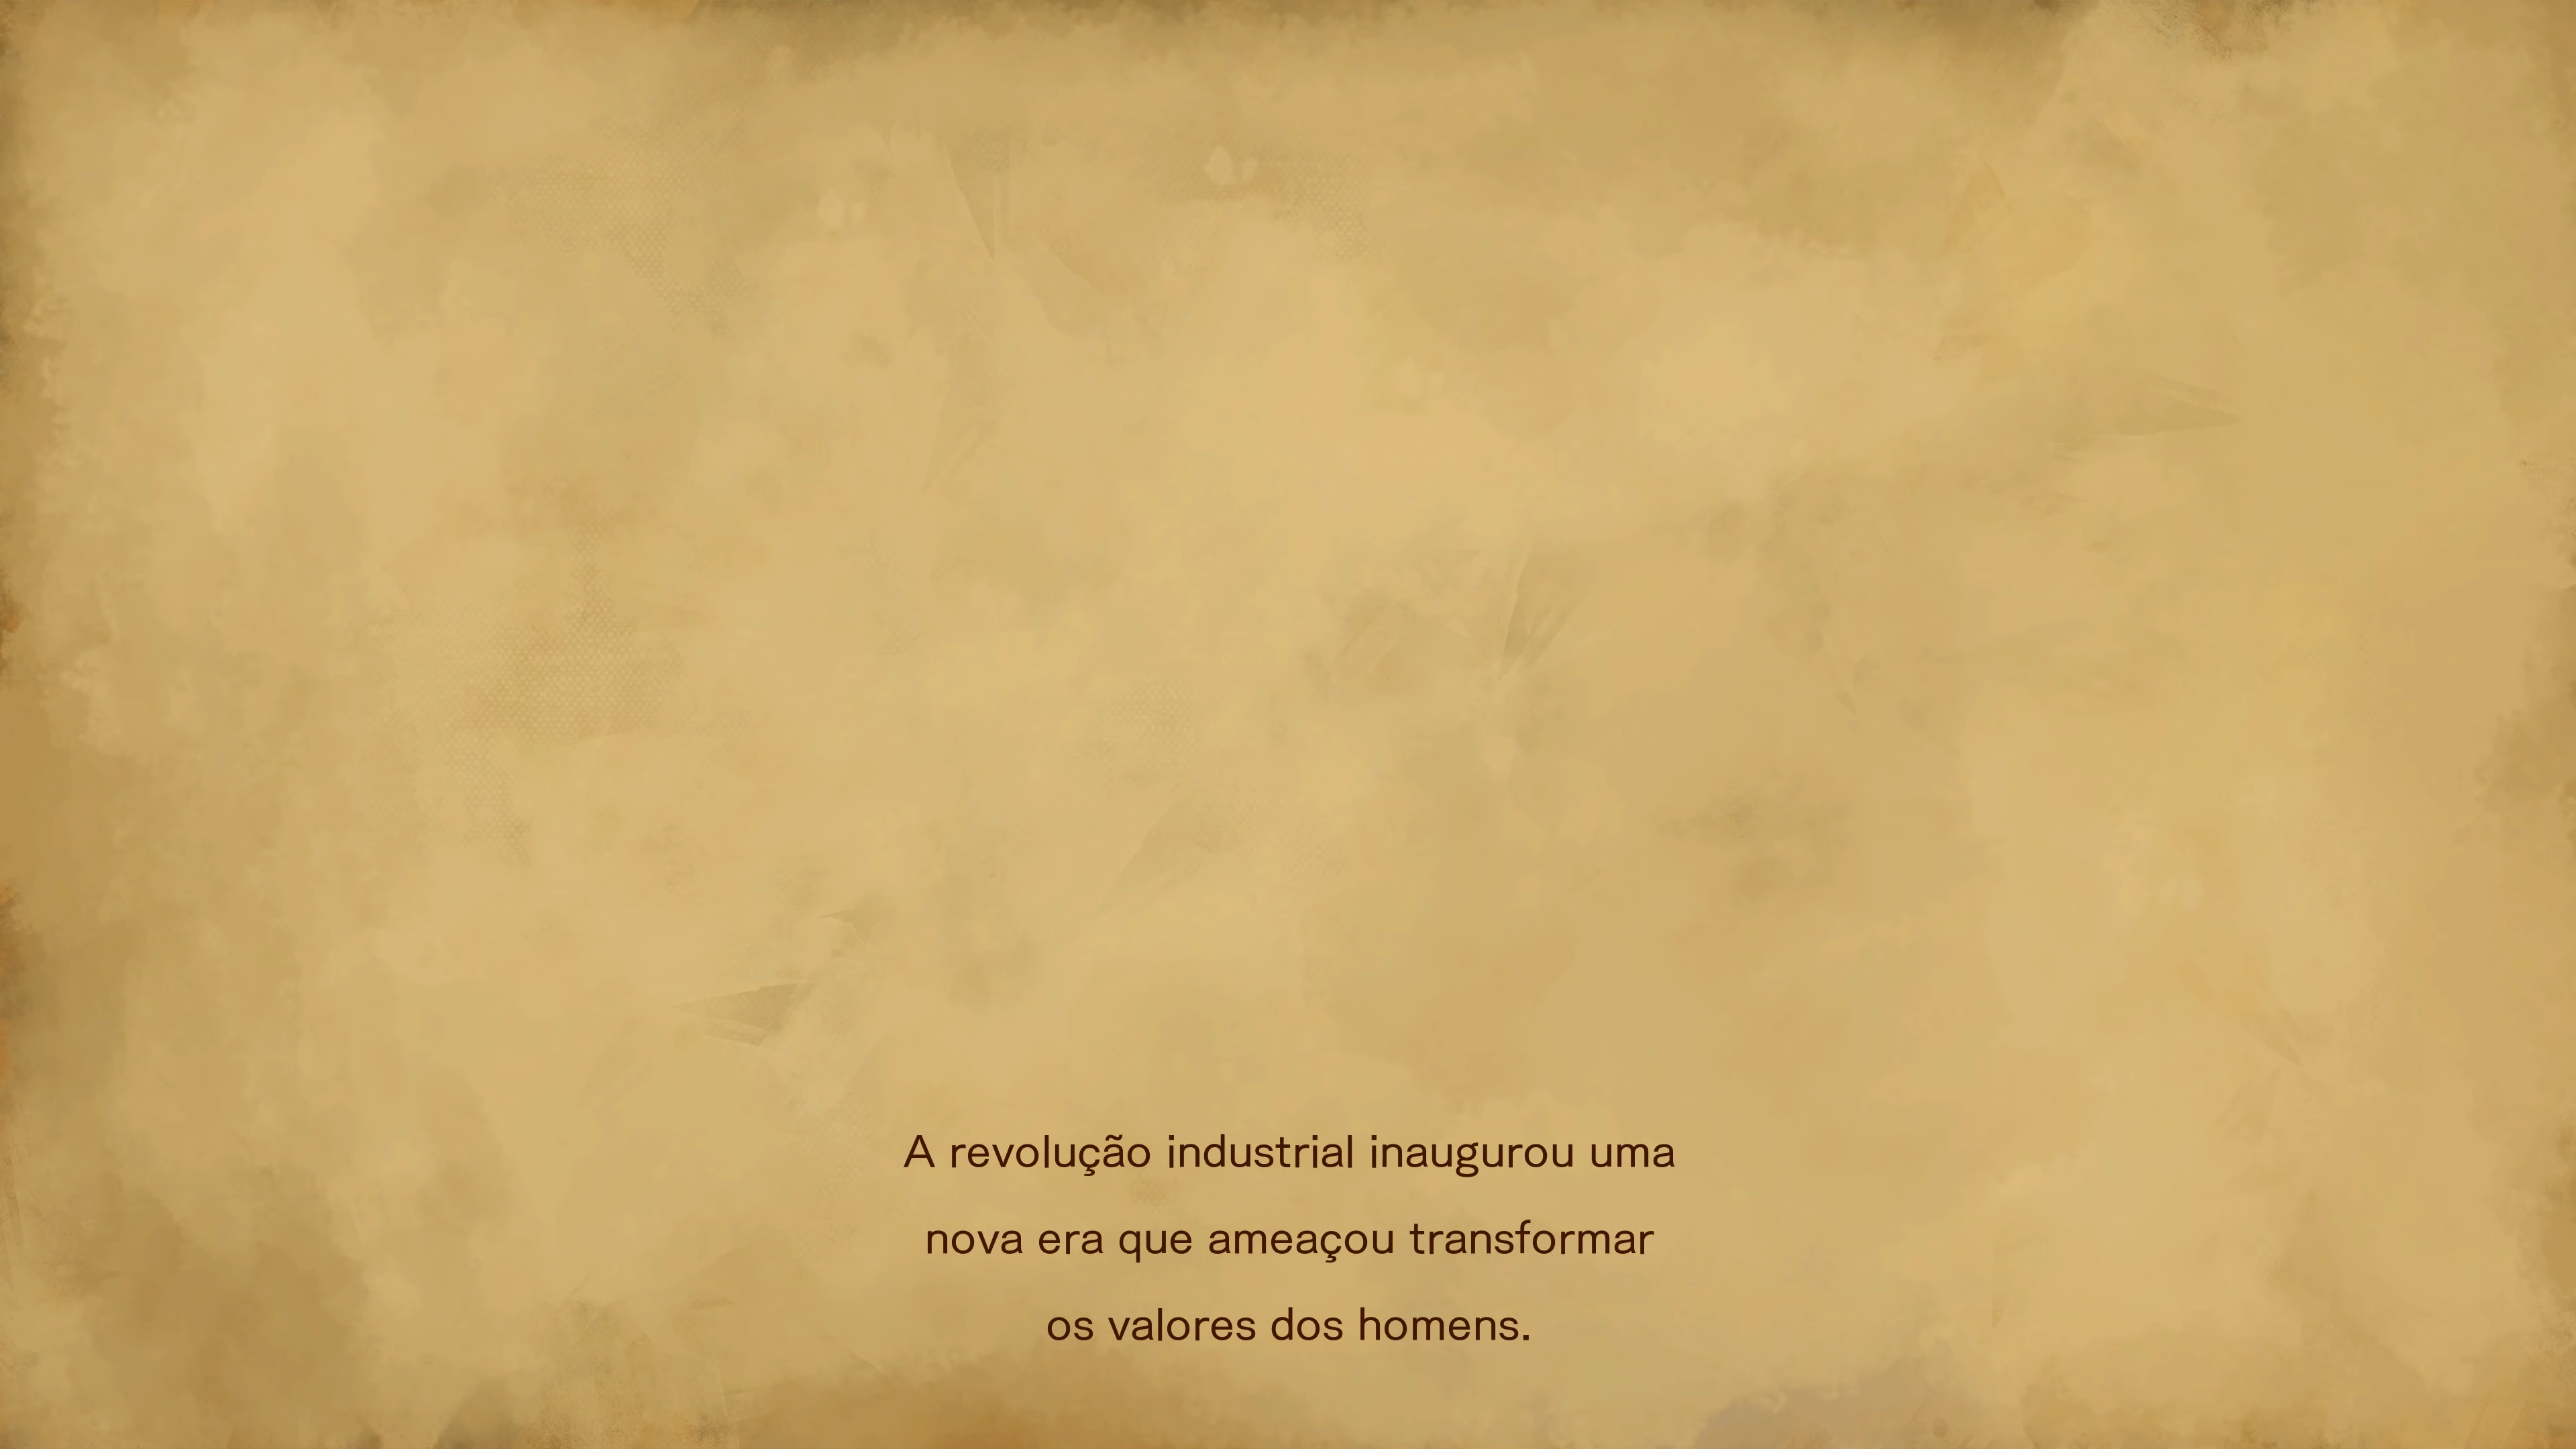 A revolução industrial inaugurou uma
nova era que ameaçou transformar
os valores dos homens.